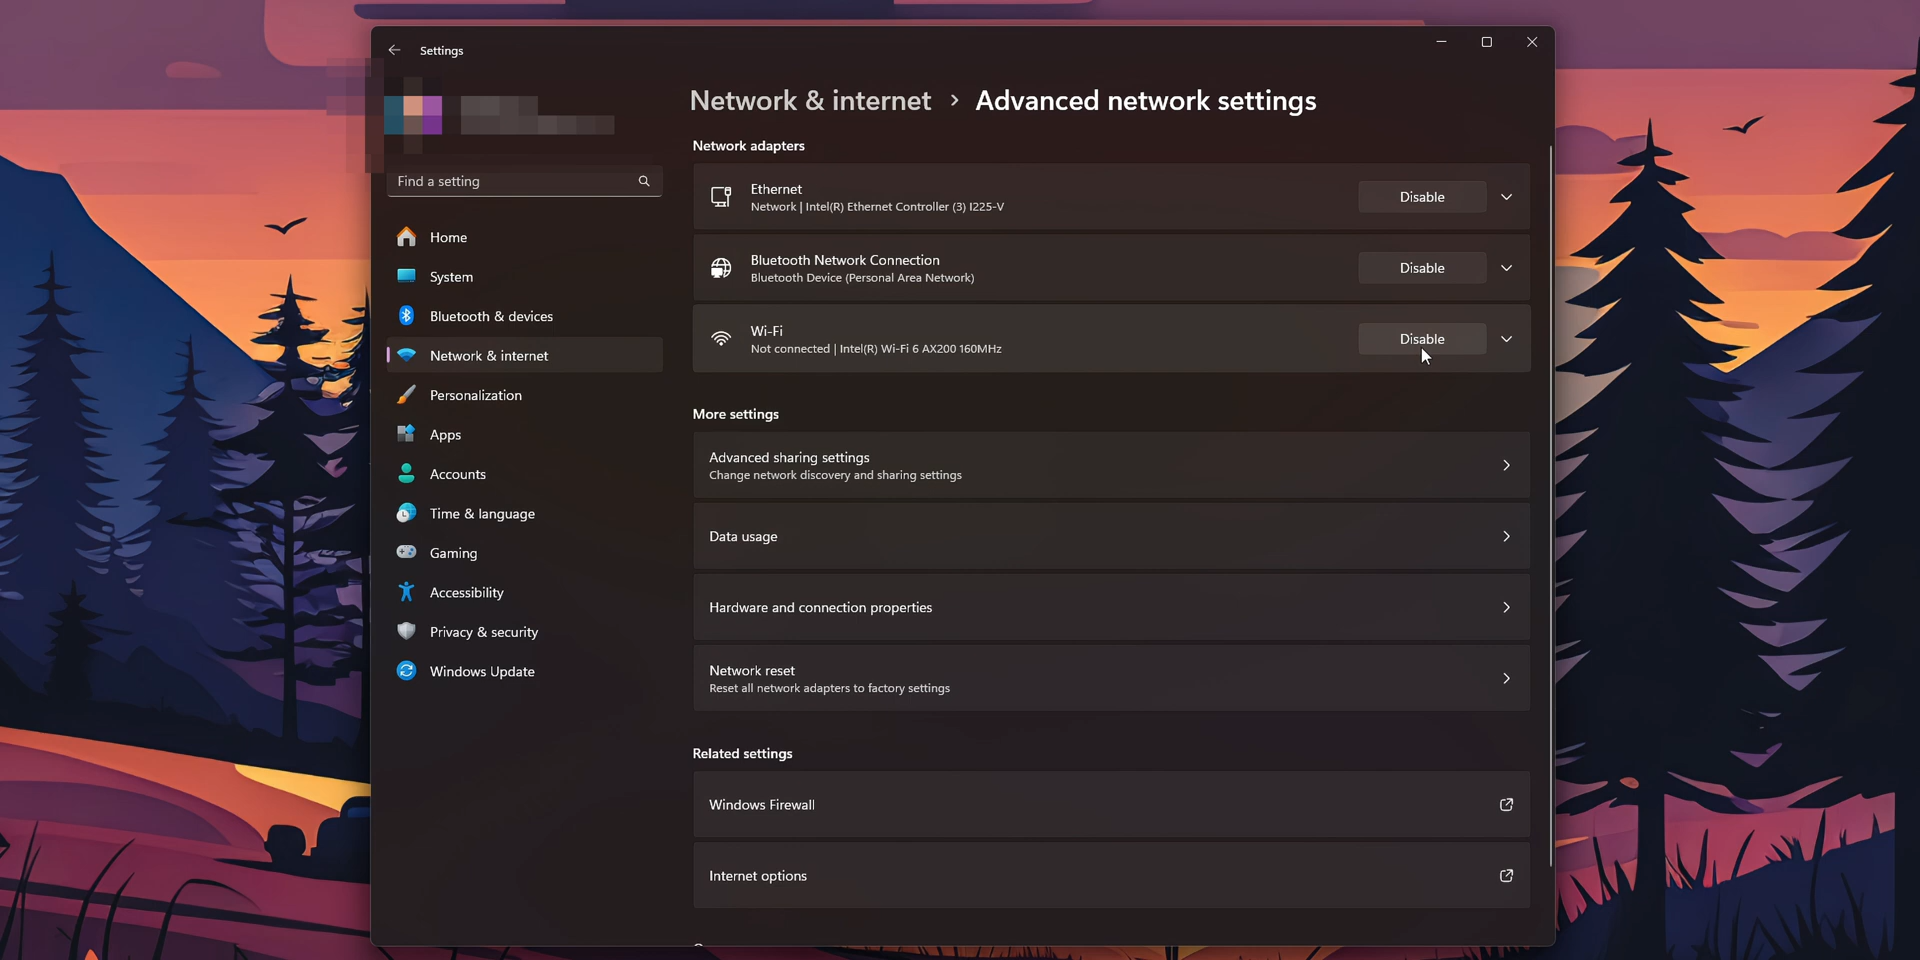 Settings
Network & internet > Advanced network settings
Find a setting
Home
System
Bluetooth & devices
Network & internet
Personalization
Apps
Accounts
Time & language
Gaming
Accessibility
Privacy & security
Windows Update
Network adapters
Ethernet
Network | Intel(R) Ethernet Controller (3) I225-V
Disable
Bluetooth Network Connection
Bluetooth Device (Personal Area Network)
Disable
Wi-Fi
Not connected | Intel(R) Wi-Fi 6 AX200 160MHz
Disable
More settings
Advanced sharing settings
Change network discovery and sharing settings
Data usage
Hardware and connection properties
Network reset
Reset all network adapters to factory settings
Related settings
Windows Firewall
Internet options